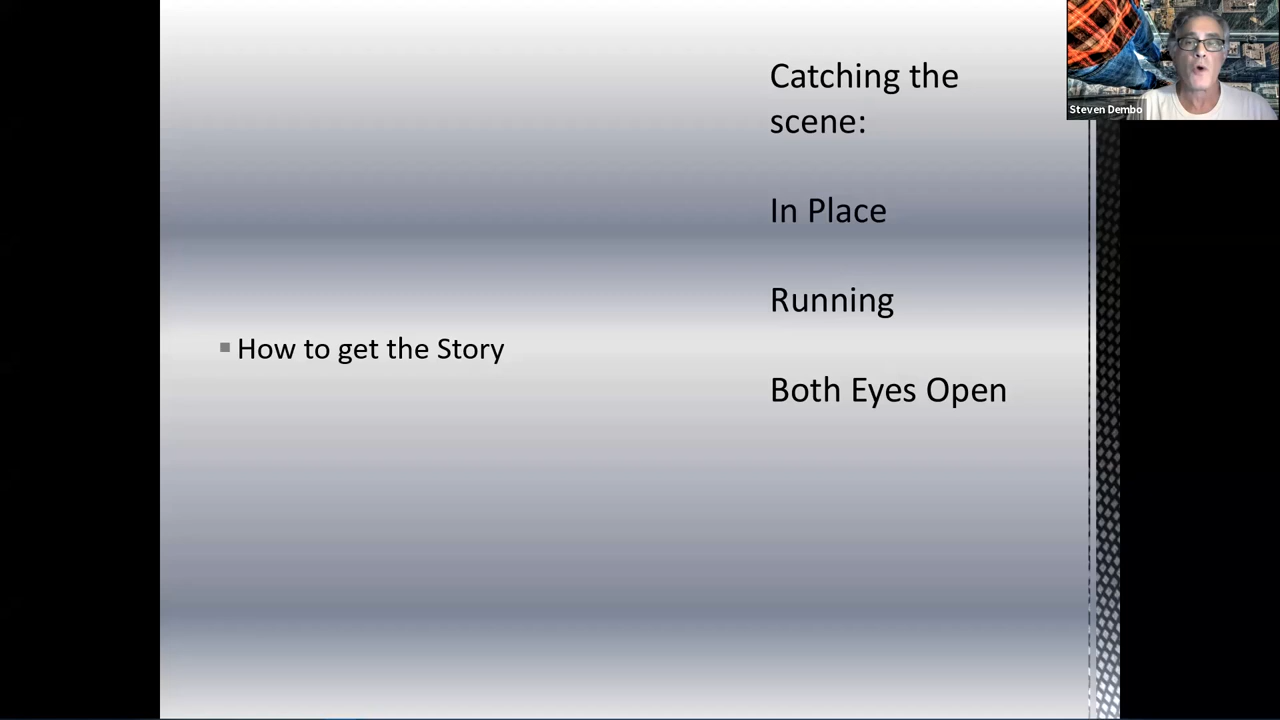 Catching the
scene:
In Place
Running
Both Eyes Open
How to get the Story
Steven Dembo